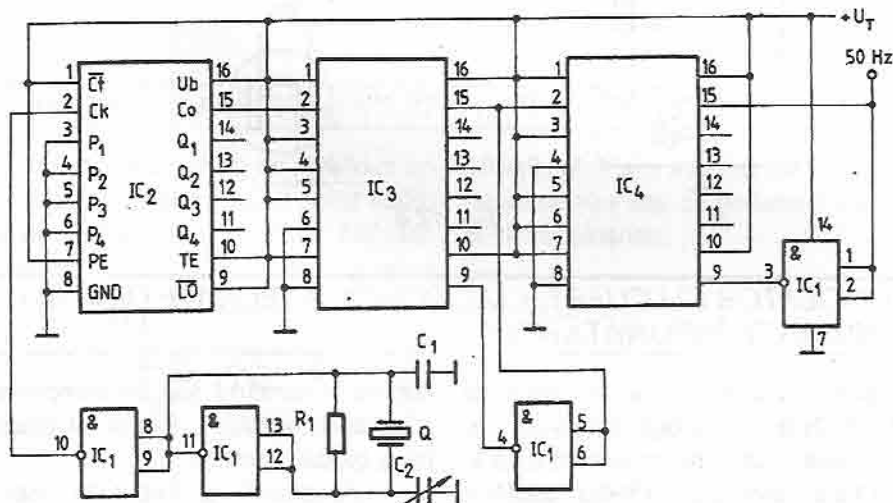 +U_T
50 Hz
1 C̅f̅ Ub 16
2 Ck Co 15
3 P₁ Q₁ 14
4 P₂ Q₂ 13
5 P₃ IC₂ Q₃ 12
6 P₄ Q₄ 11
7 PE TE 10
8 GND L̅O̅ 9
1 16
2 15
3 14
4 13
5 IC₃ 12
6 11
7 10
8 9
1 16
2 15
3 14
4 13
5 IC₄ 12
6 11
7 10
8 9
14
&
3 IC₁ 1
2
7
C₁
& 8
10 IC₁ 9
& 13
11 IC₁ 12
R₁
Q
C₂
& 5
4 IC₁ 6